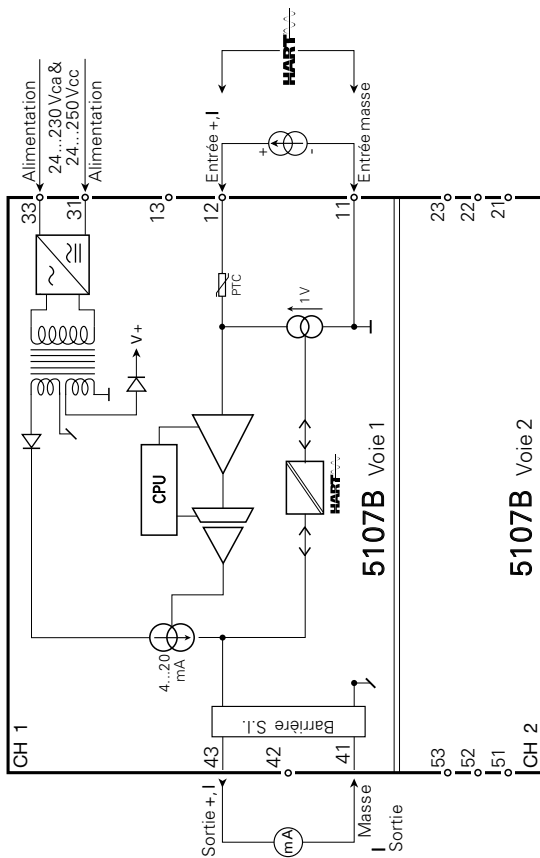 Alimentation
24...230 Vca &
24...250 Vcc
Alimentation
33
31
13
12
11
23
22
21
Entrée +, I
Entrée masse
HART
+
-
PTC
1 V
V+
CPU
HART
4...20
mA
Barrière S.I.
5107B Voie 1
5107B Voie 2
CH 1
CH 2
43
42
41
53
52
51
Sortie +, I
mA
Masse
I Sortie